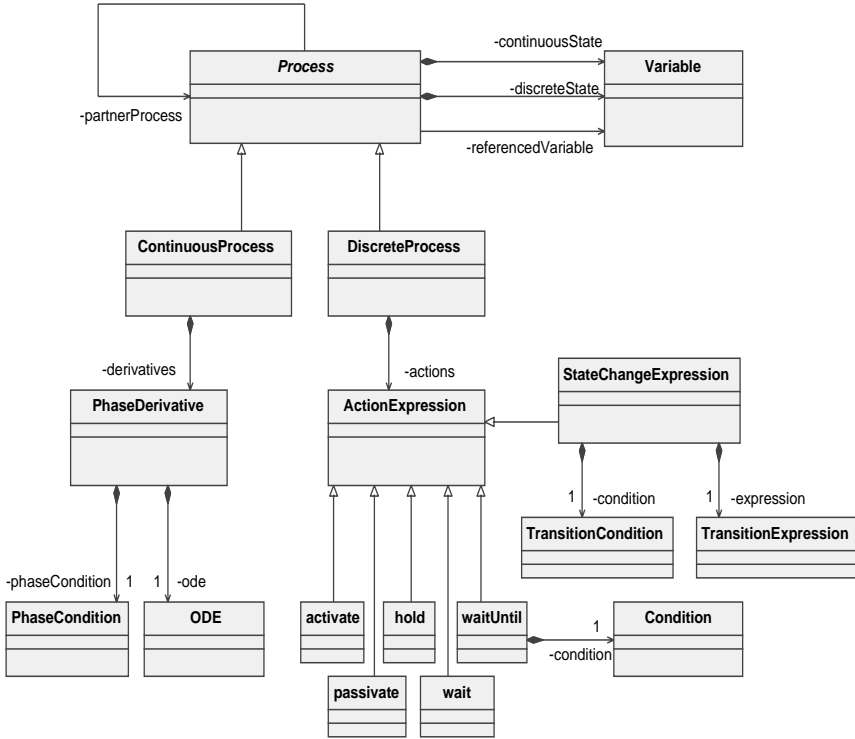 -continuousState
Process
Variable
-discreteState
-partnerProcess
-referencedVariable
ContinuousProcess
DiscreteProcess
-derivatives
-actions
StateChangeExpression
PhaseDerivative
ActionExpression
1
-condition
1
-expression
TransitionCondition
TransitionExpression
-phaseCondition
1
1
-ode
PhaseCondition
ODE
activate
hold
waitUntil
1
Condition
-condition
passivate
wait